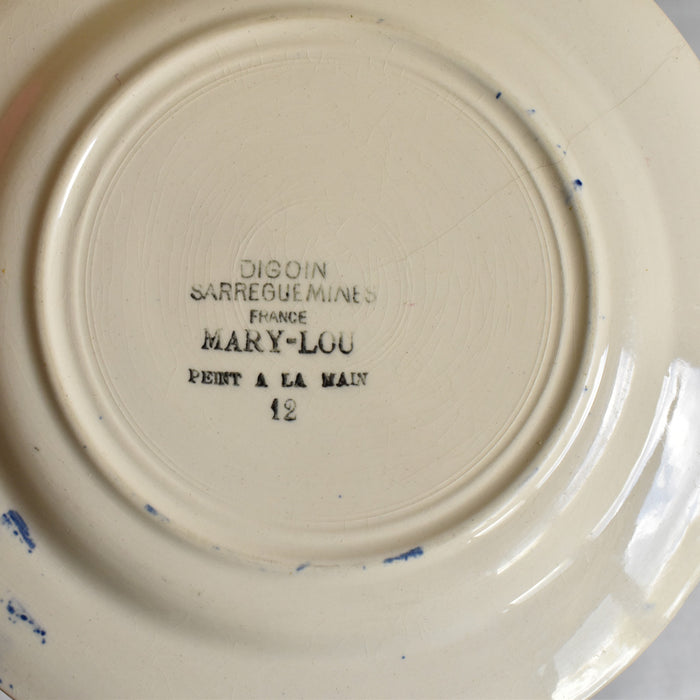 DIGOIN
SARREGUEMINES
FRANCE
MARY-LOU
PEINT A LA MAIN
12